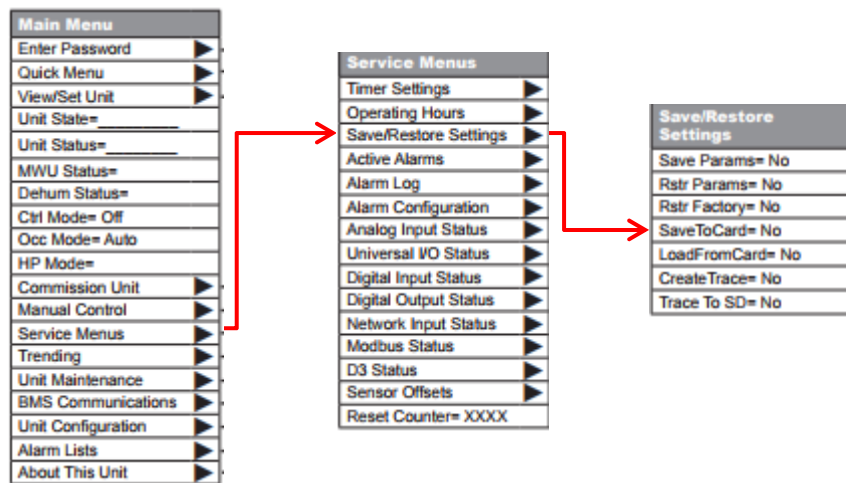 Main Menu
Enter Password
Quick Menu
View/Set Unit
Unit State=_________
Unit Status=________
MWU Status=
Dehum Status=
Ctrl Mode= Off
Occ Mode= Auto
HP Mode=
Commission Unit
Manual Control
Service Menus
Trending
Unit Maintenance
BMS Communications
Unit Configuration
Alarm Lists
About This Unit
Service Menus
Timer Settings
Operating Hours
Save/Restore Settings
Active Alarms
Alarm Log
Alarm Configuration
Analog Input Status
Universal I/O Status
Digital Input Status
Digital Output Status
Network Input Status
Modbus Status
D3 Status
Sensor Offsets
Reset Counter= XXXX
Save/Restore
Settings
Save Params= No
Rstr Params= No
Rstr Factory= No
SaveToCard= No
LoadFromCard= No
CreateTrace= No
Trace To SD= No